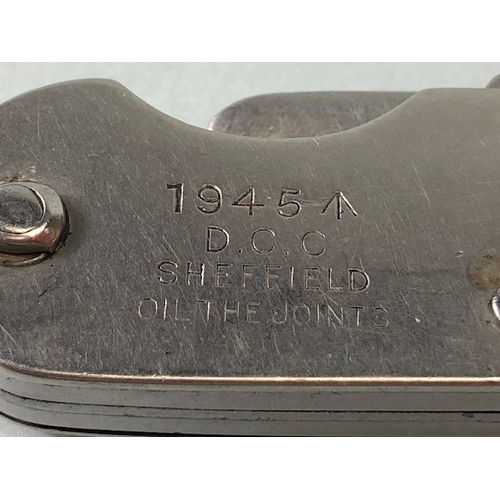 1945 ↑
D.C.C
SHEFFIELD
OIL THE JOINTS